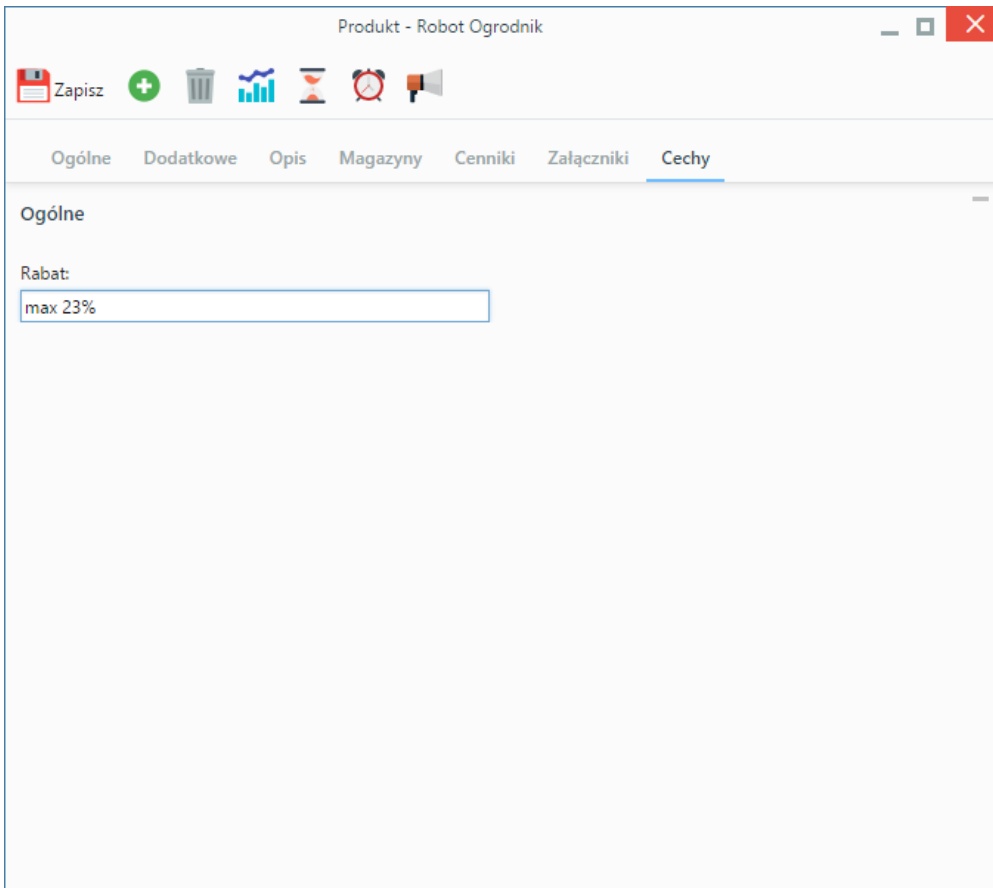 Produkt - Robot Ogrodnik
Zapisz
Ogólne Dodatkowe Opis Magazyny Cenniki Załączniki Cechy
Ogólne
Rabat:
max 23%